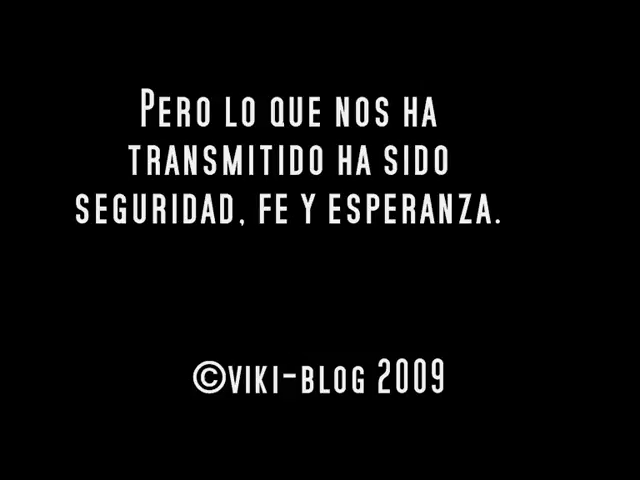 Pero lo que nos ha
transmitido ha sido
seguridad, fe y esperanza.
©viki-blog 2009